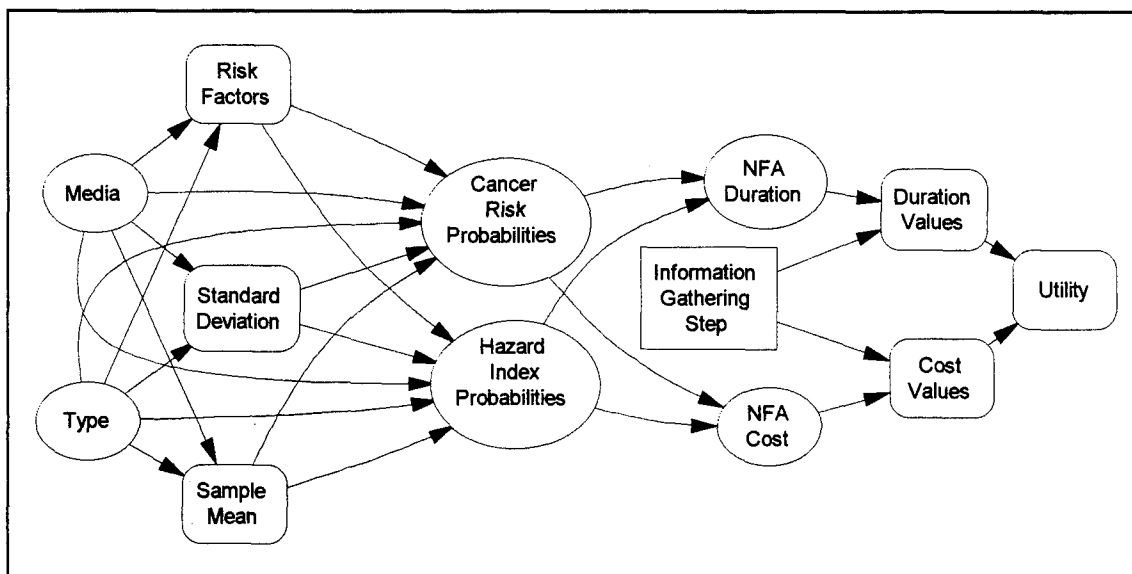 Risk
Factors
Media
Cancer
Risk
Probabilities
NFA
Duration
Duration
Values
Standard
Deviation
Information
Gathering
Step
Utility
Hazard
Index
Probabilities
Cost
Values
Type
NFA
Cost
Sample
Mean